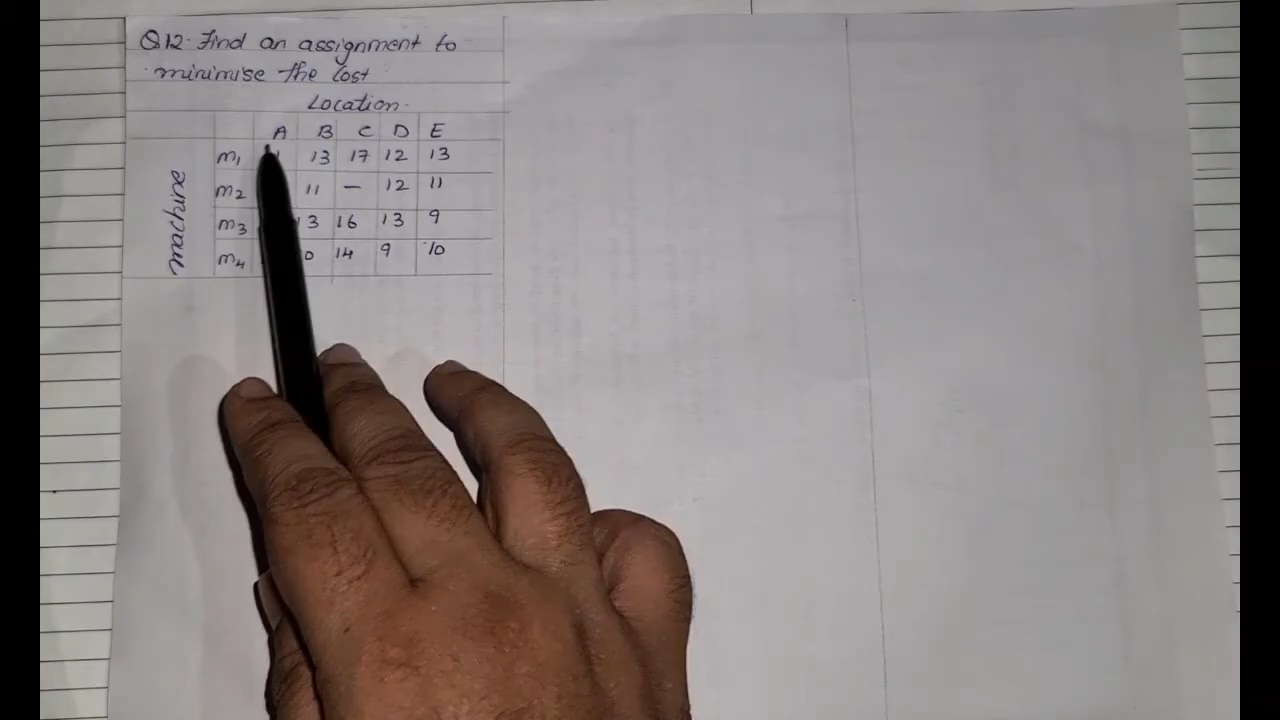 Q12. Find an assignment to
minimise the Cost
Location.
A B C D E
machine
m1 13 17 12 13
m2 11 — 12 11
m3 3 16 13 9
m4 0 14 9 10